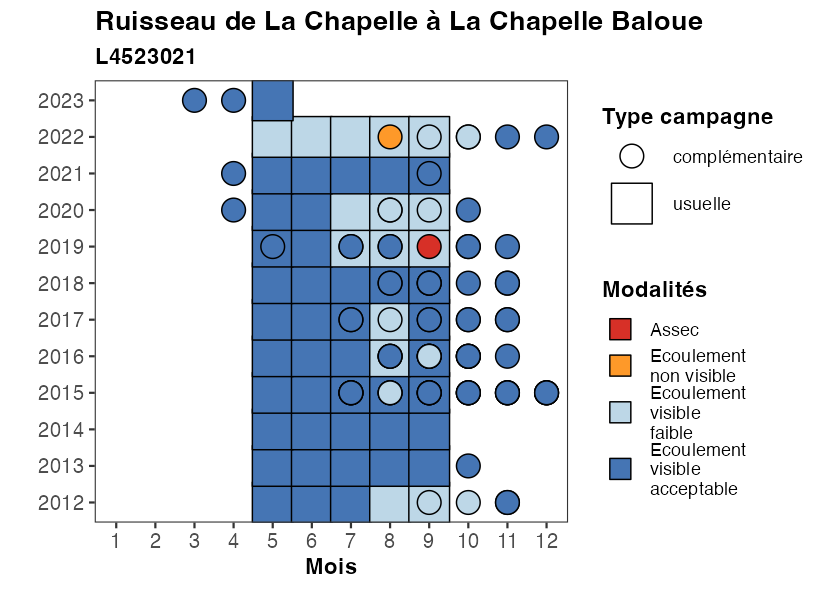 Ruisseau de La Chapelle à La Chapelle Baloue
L4523021
2023
2022
2021
2020
2019
2018
2017
2016
2015
2014
2013
2012
1 2 3 4 5 6 7 8 9 10 11 12
Mois
Type campagne
complémentaire
usuelle
Modalités
Assec
Ecoulement
non visible
Ecoulement
visible
faible
Ecoulement
visible
acceptable